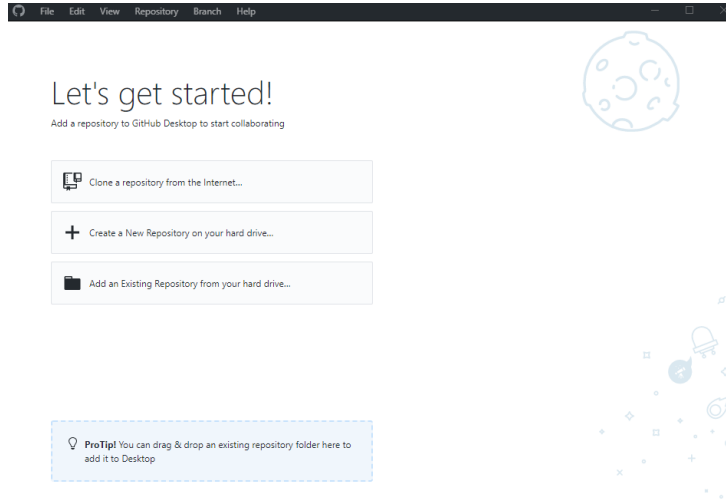 File Edit View Repository Branch Help
Let's get started!
Add a repository to GitHub Desktop to start collaborating
Clone a repository from the Internet...
Create a New Repository on your hard drive...
Add an Existing Repository from your hard drive...
ProTip! You can drag & drop an existing repository folder here to
add it to Desktop